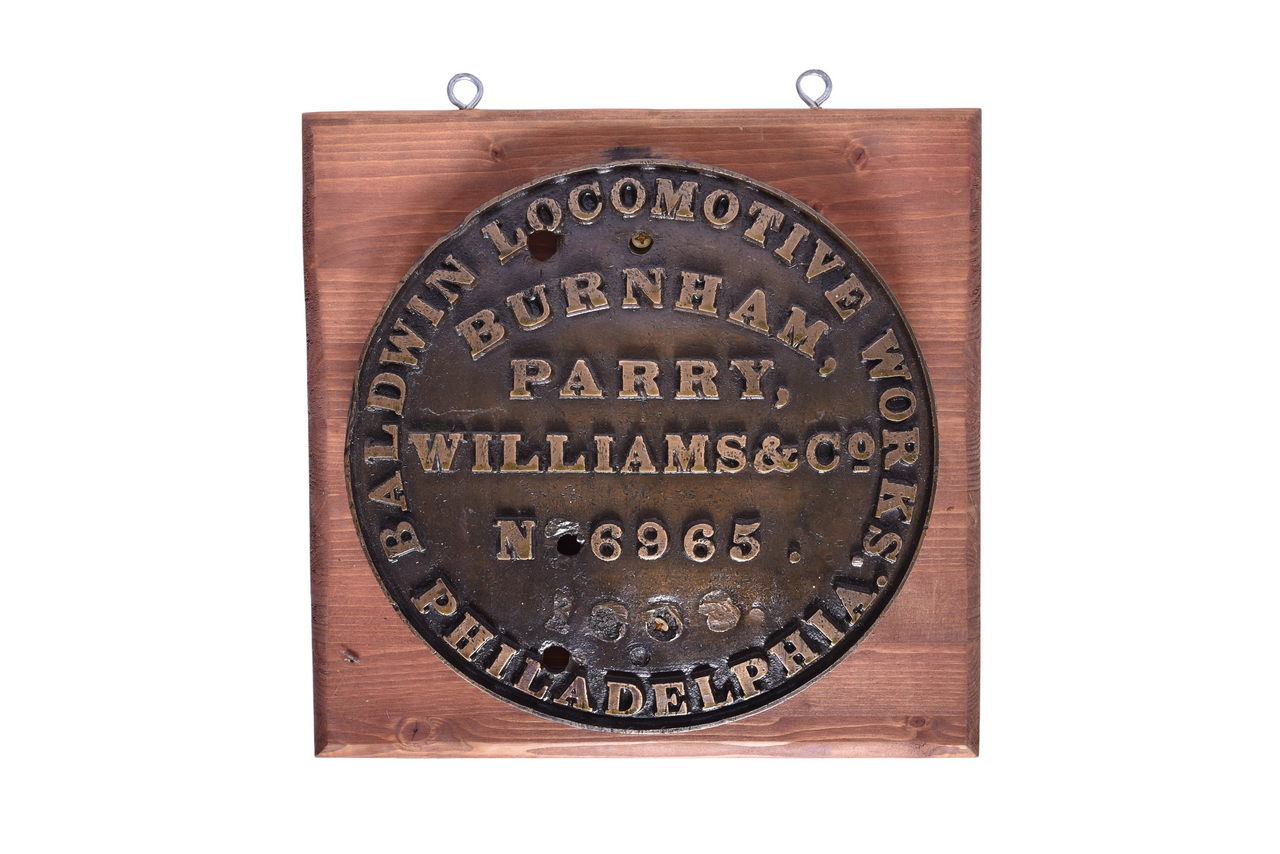 BALDWIN LOCOMOTIVE WORKS.
BURNHAM,
PARRY,
WILLIAMS & Cº
Nº 6965.
PHILADELPHIA.